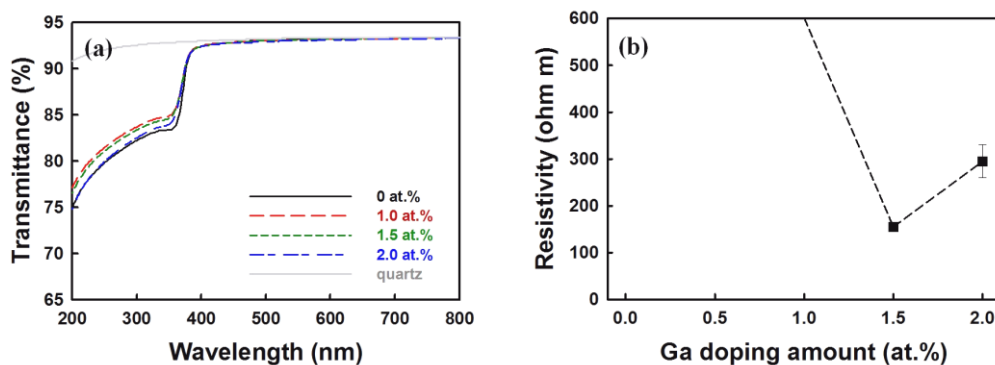 (a)
Transmittance (%)
95
90
85
80
75
70
65
0 at.%
1.0 at.%
1.5 at.%
2.0 at.%
quartz
200 300 400 500 600 700 800
Wavelength (nm)
(b)
Resistivity (ohm m)
600
500
400
300
200
100
0
0.0 0.5 1.0 1.5 2.0
Ga doping amount (at.%)